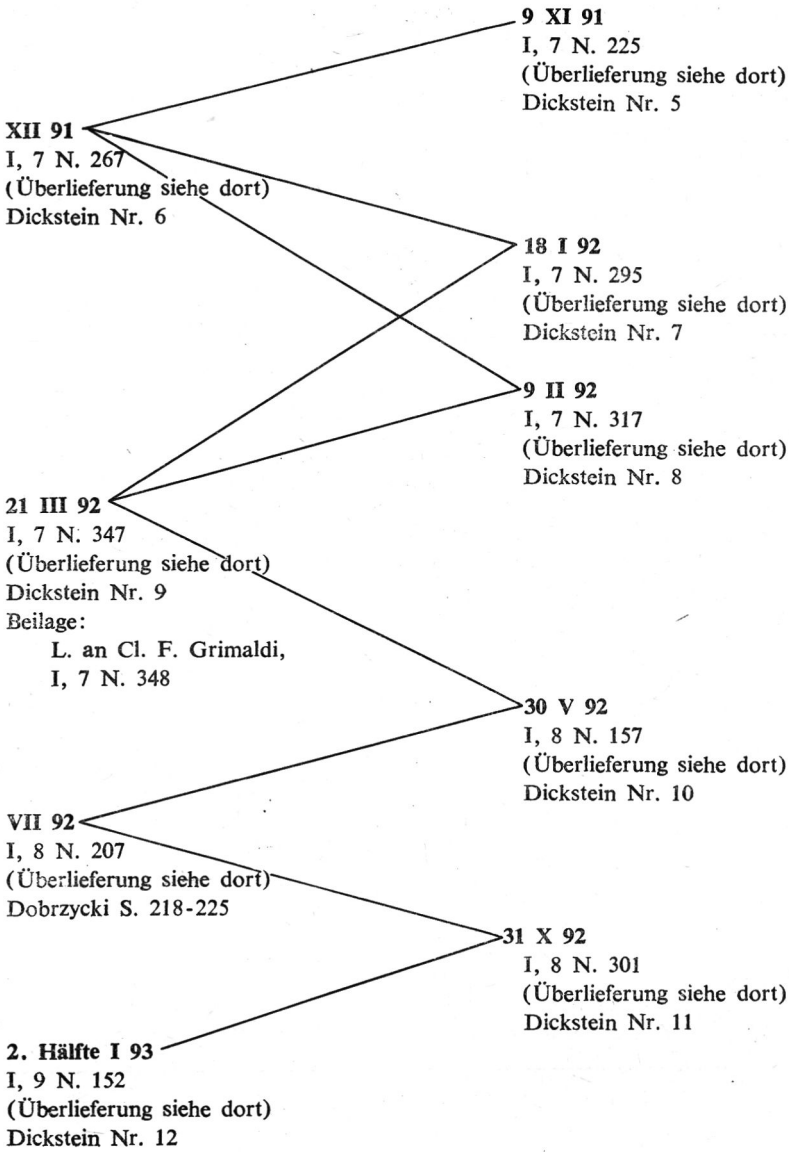 9 XI 91
I, 7 N. 225
(Überlieferung siehe dort)
Dickstein Nr. 5
XII 91
I, 7 N. 267
(Überlieferung siehe dort)
Dickstein Nr. 6
18 I 92
I, 7 N. 295
(Überlieferung siehe dort)
Dickstein Nr. 7
9 II 92
I, 7 N. 317
(Überlieferung siehe dort)
Dickstein Nr. 8
21 III 92
I, 7 N. 347
(Überlieferung siehe dort)
Dickstein Nr. 9
Beilage:
L. an Cl. F. Grimaldi,
I, 7 N. 348
30 V 92
I, 8 N. 157
(Überlieferung siehe dort)
Dickstein Nr. 10
VII 92
I, 8 N. 207
(Überlieferung siehe dort)
Dobrzycki S. 218-225
31 X 92
I, 8 N. 301
(Überlieferung siehe dort)
Dickstein Nr. 11
2. Hälfte I 93
I, 9 N. 152
(Überlieferung siehe dort)
Dickstein Nr. 12